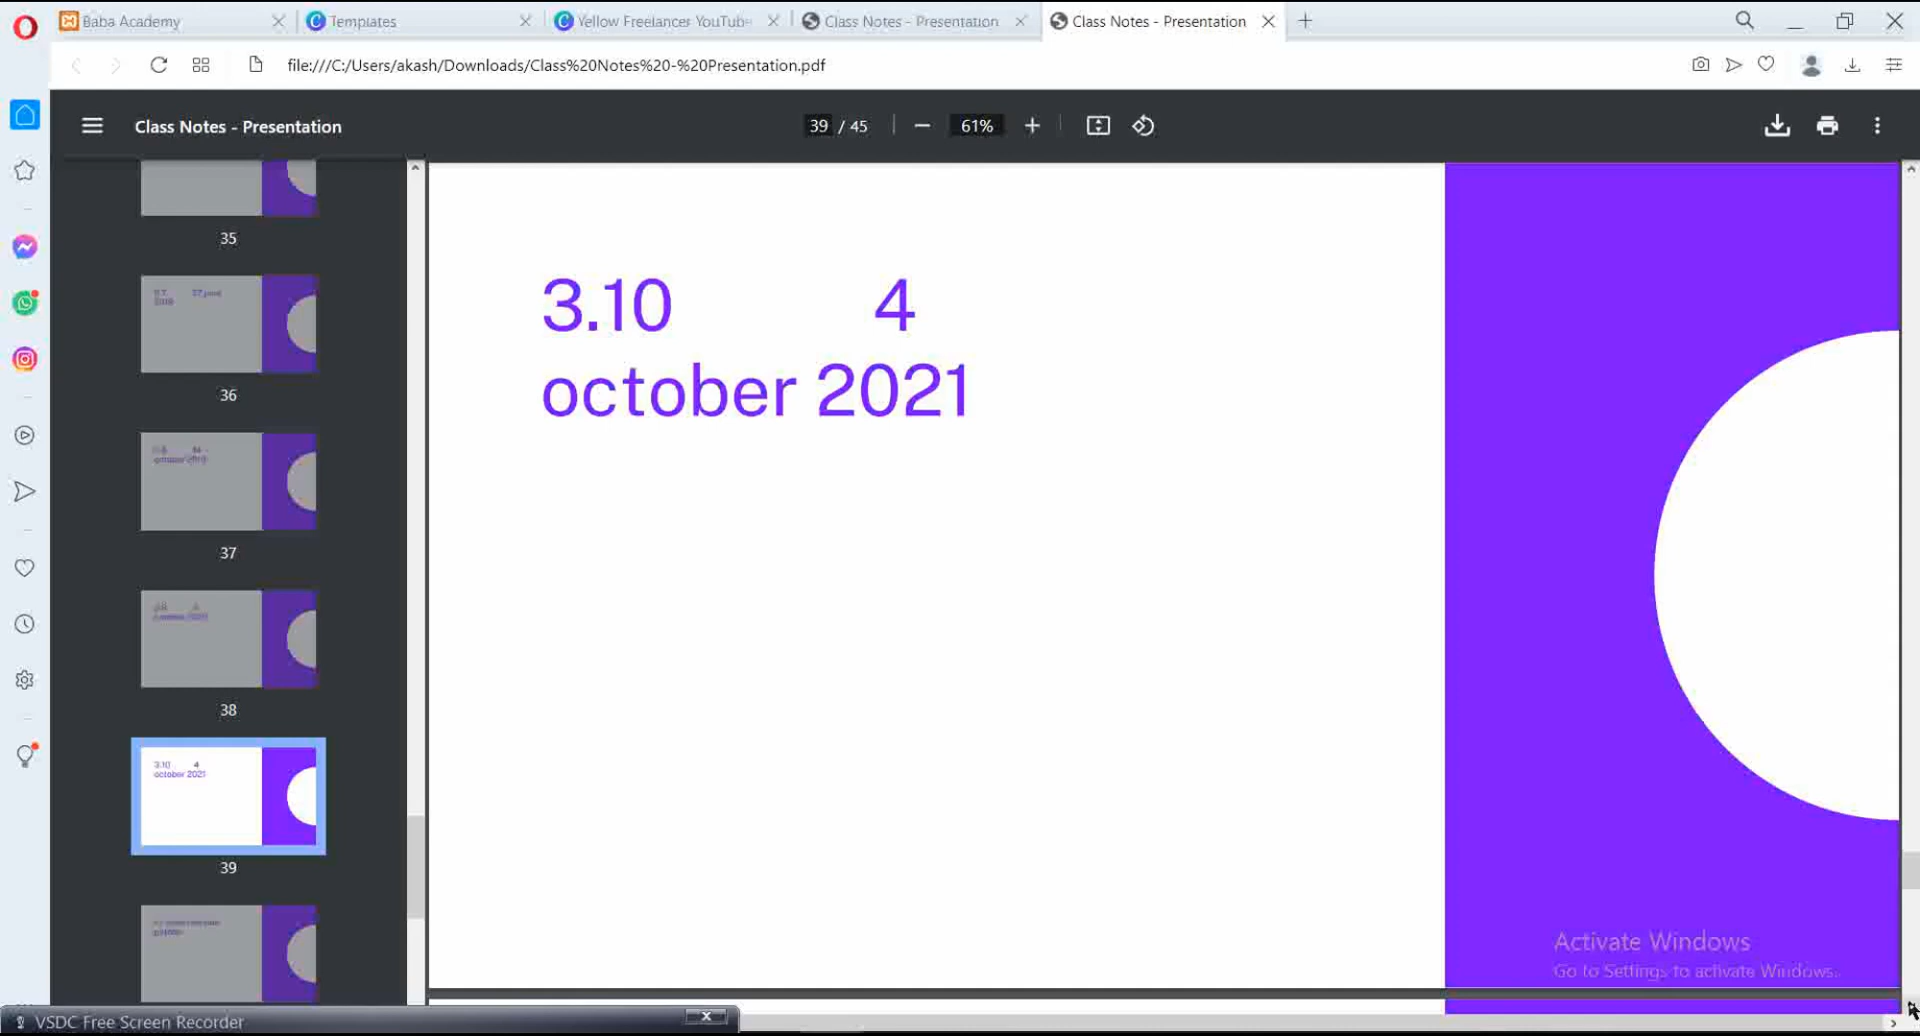 Baba Academy
Templates
Yellow Freelancer YouTube
Class Notes - Presentation
Class Notes - Presentation
file:///C:/Users/akash/Downloads/Class%20Notes%20-%20Presentation.pdf
Class Notes - Presentation
39 / 45
61%
35
36
37
38
3.10 4
october 2021
39
3.10 4
october 2021
Activate Windows
Go to Settings to activate Windows.
VSDC Free Screen Recorder